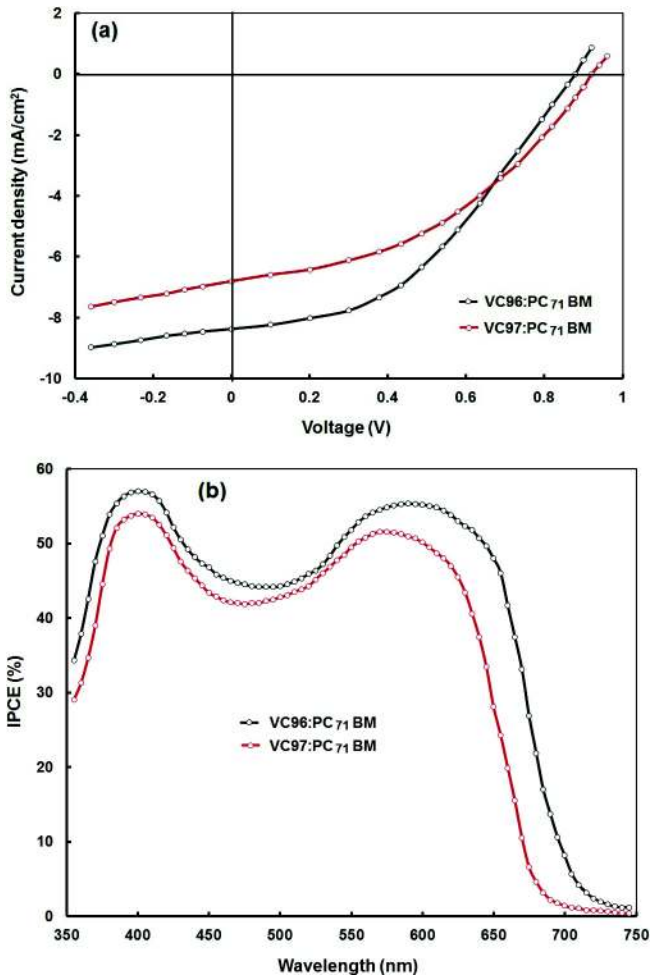 (a)
2
0
-2
-4
-6
-8
-10
Current density (mA/cm²)
VC96:PC₇₁BM
VC97:PC₇₁BM
-0.4 -0.2 0 0.2 0.4 0.6 0.8 1
Voltage (V)
(b)
60
50
40
30
20
10
0
IPCE (%)
VC96:PC₇₁BM
VC97:PC₇₁BM
350 400 450 500 550 600 650 700 750
Wavelength (nm)